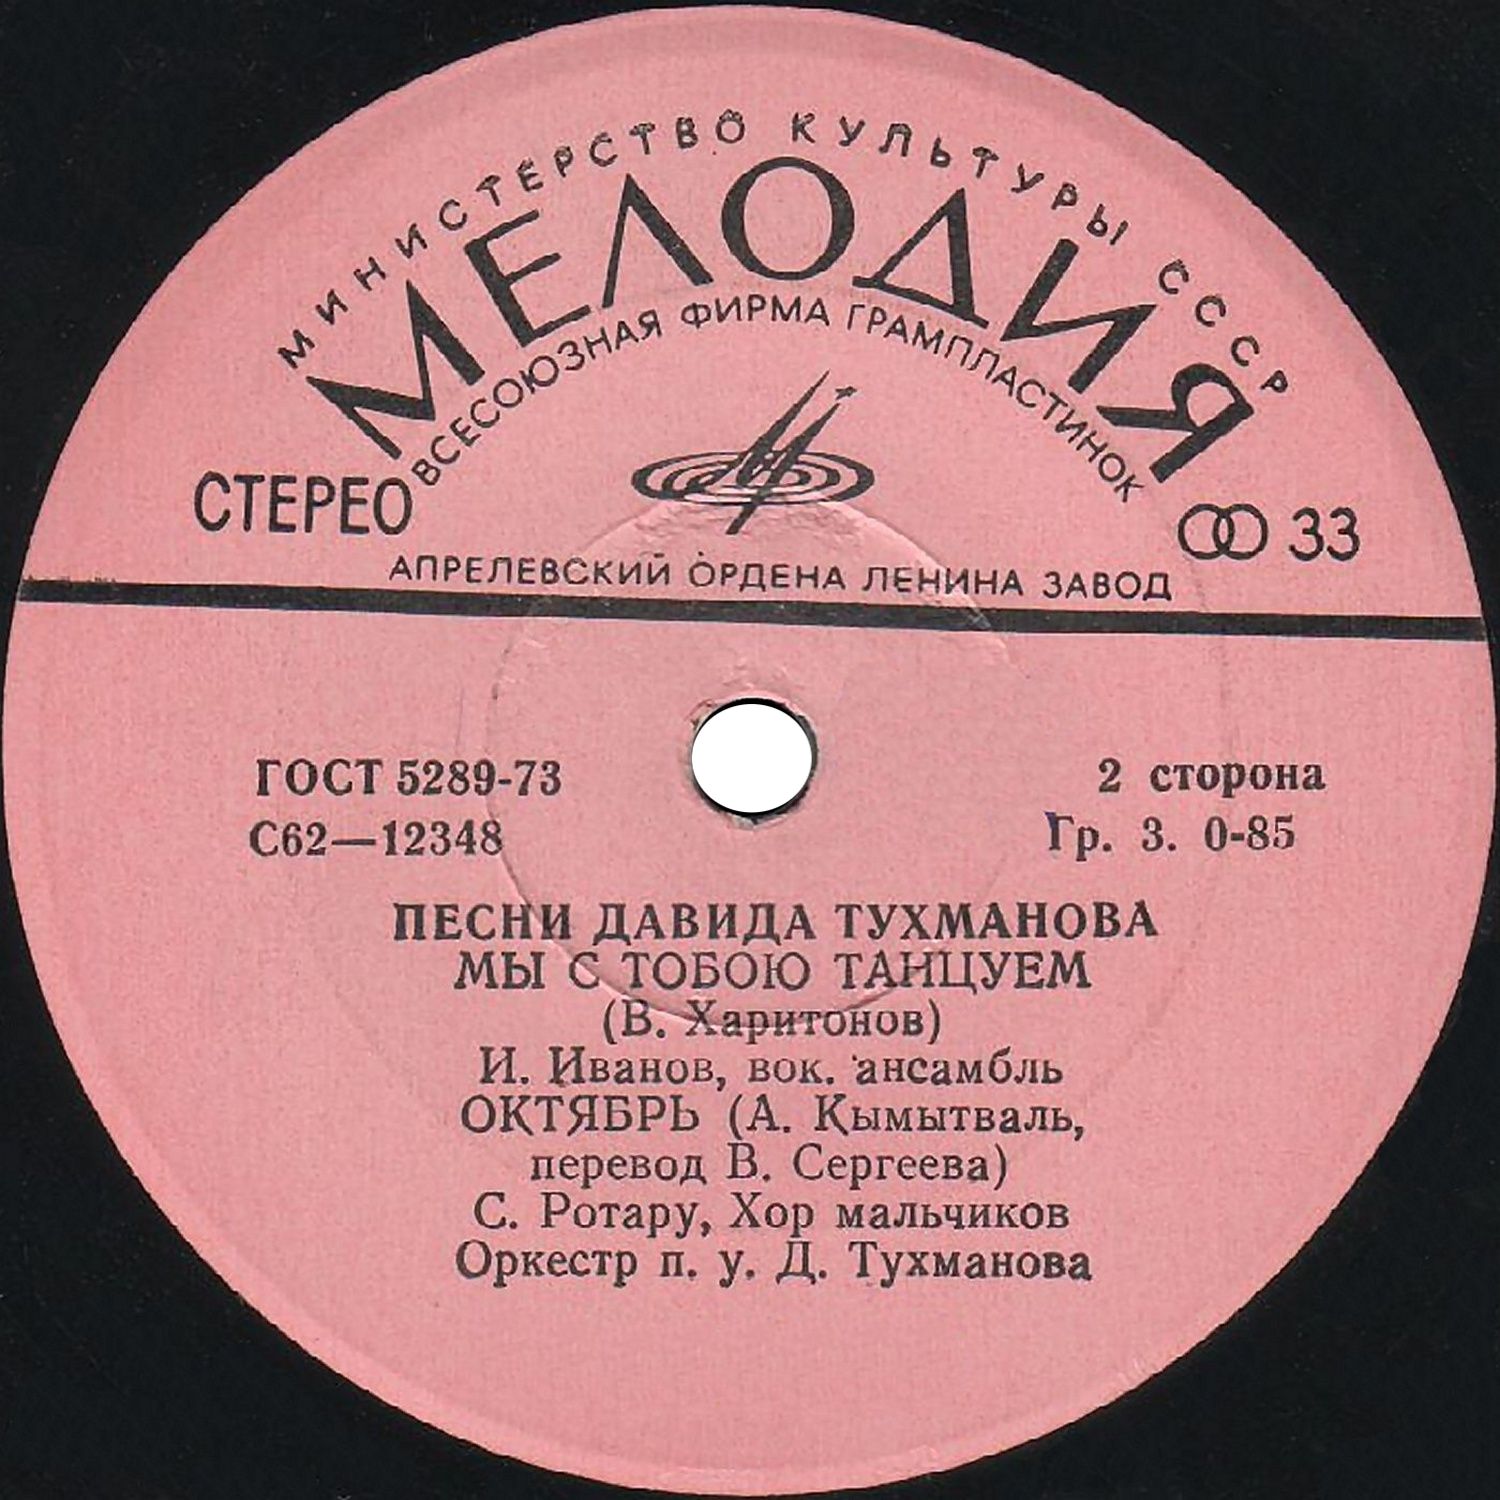 МИНИСТЕРСТВО КУЛЬТУРЫ СССР
МЕЛОДИЯ
ВСЕСОЮЗНАЯ ФИРМА ГРАМПЛАСТИНОК
СТЕРЕО
33
АПРЕЛЕВСКИЙ ОРДЕНА ЛЕНИНА ЗАВОД
ГОСТ 5289-73
2 сторона
С62—12348
Гр. 3. 0-85
ПЕСНИ ДАВИДА ТУХМАНОВА
МЫ С ТОБОЮ ТАНЦУЕМ
(В. Харитонов)
И. Иванов, вок. ансамбль
ОКТЯБРЬ (А. Кымытваль,
перевод В. Сергеева)
С. Ротару, Хор мальчиков
Оркестр п. у. Д. Тухманова